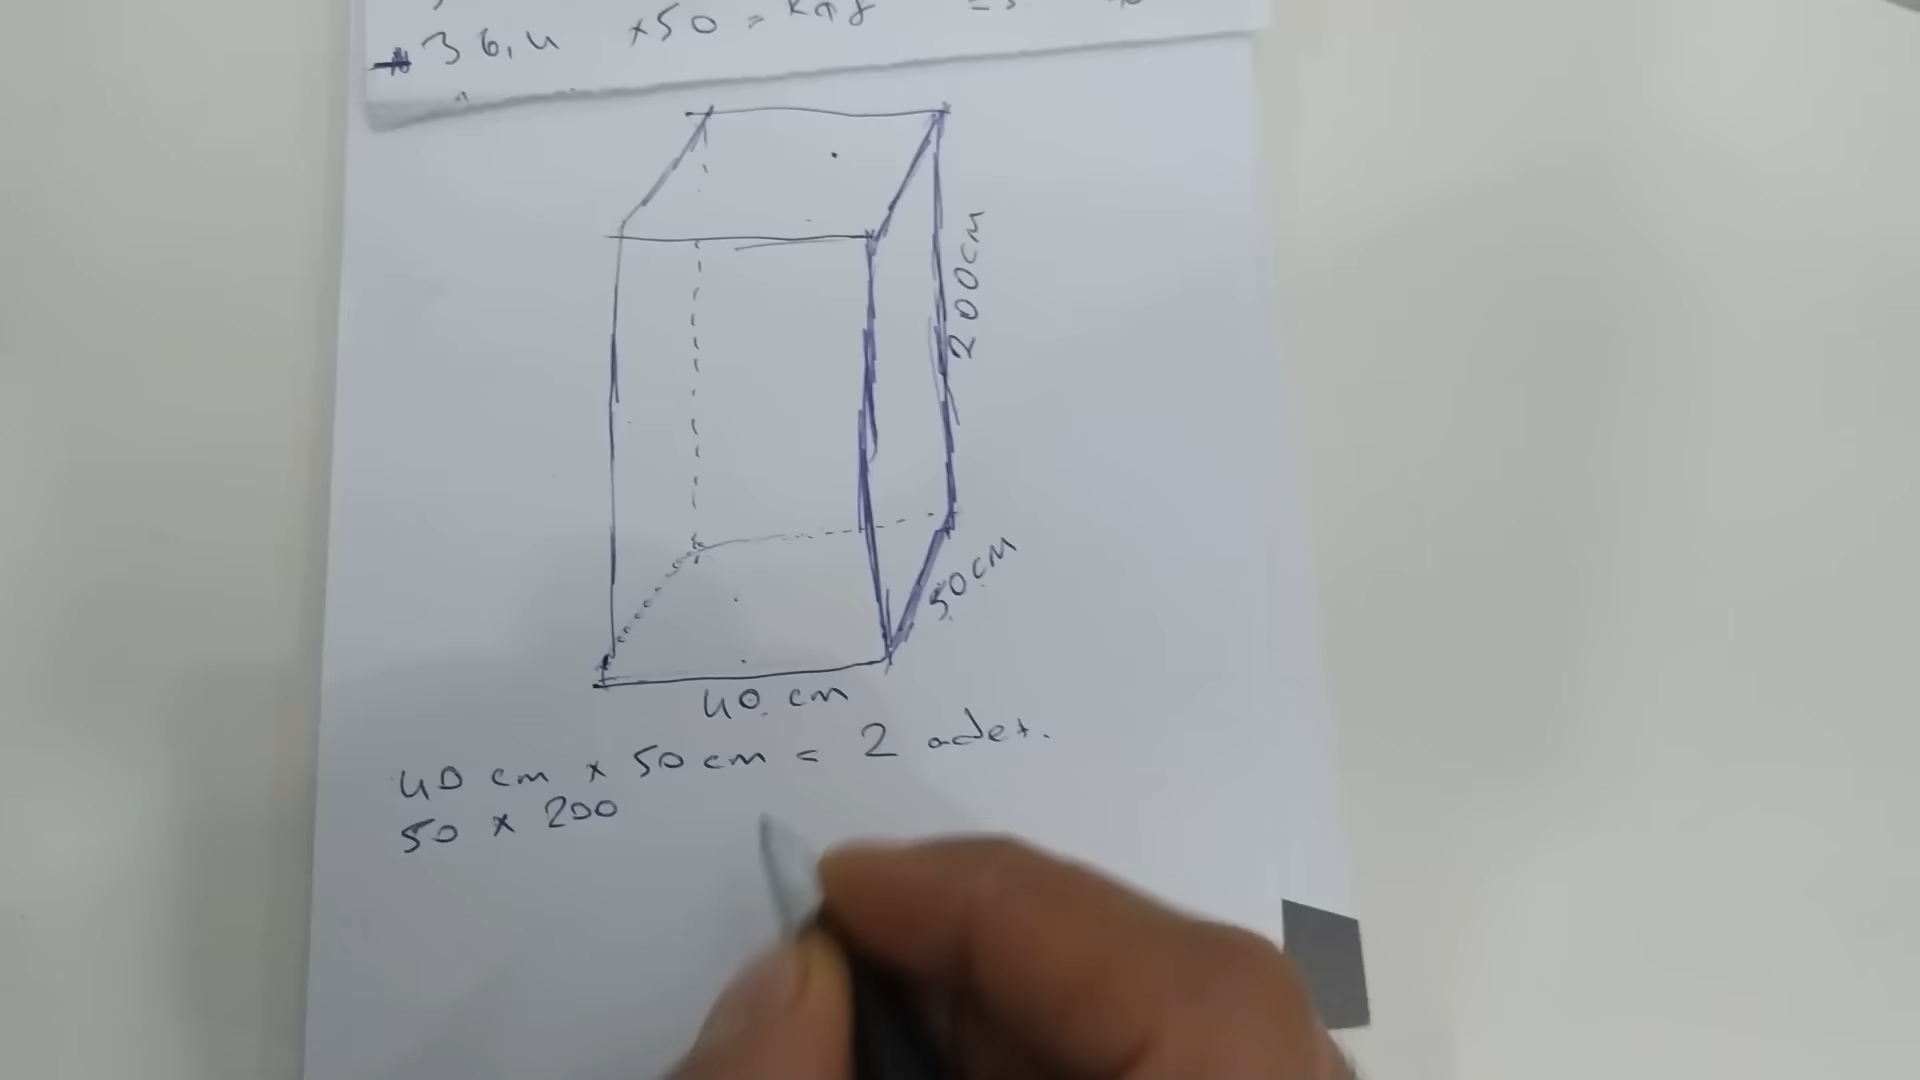 36,4 x50 =
200cm
50cm
40 cm
40 cm x 50 cm = 2 adet.
50 x 200